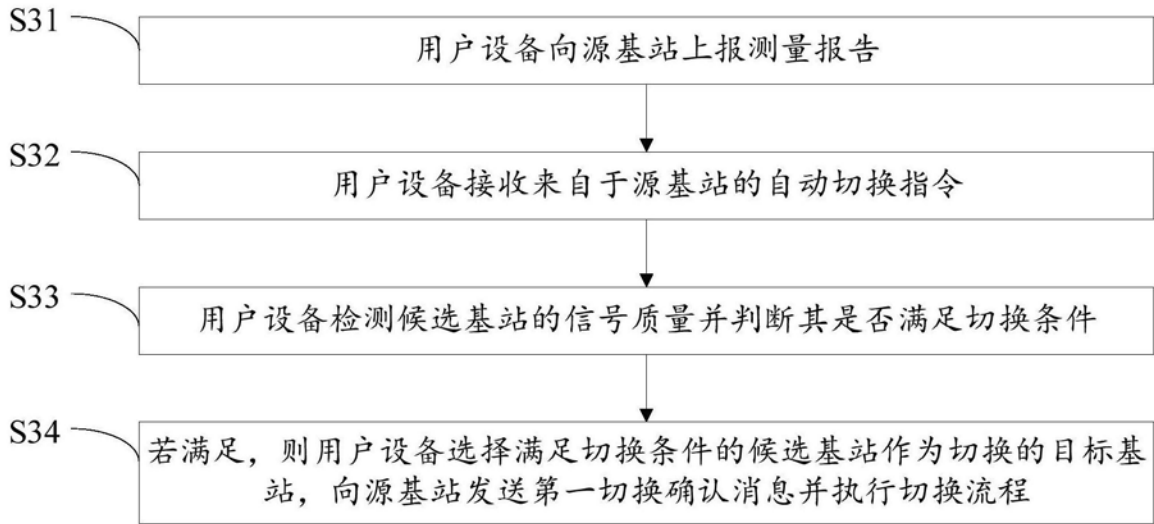 S31
用户设备向源基站上报测量报告
S32
用户设备接收来自于源基站的自动切换指令
S33
用户设备检测候选基站的信号质量并判断其是否满足切换条件
S34
若满足，则用户设备选择满足切换条件的候选基站作为切换的目标基
站，向源基站发送第一切换确认消息并执行切换流程